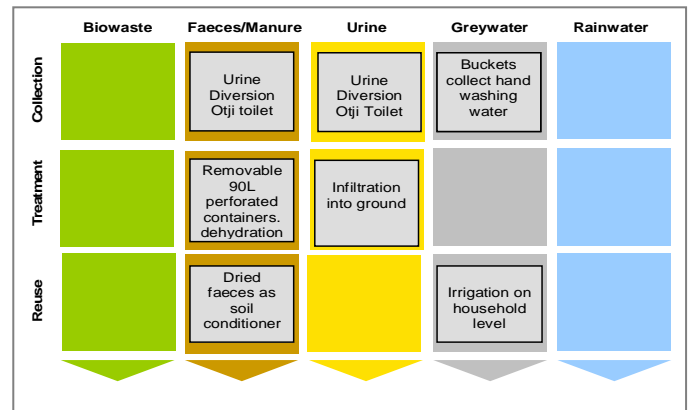 Biowaste Faeces/Manure Urine Greywater Rainwater
Collection
Urine
Diversion
Otji toilet
Urine
Diversion
Otji Toilet
Buckets
collect hand
washing
water
Treatment
Removable
90L
perforated
containers.
dehydration
Infiltration
into ground
Reuse
Dried
faeces as
soil
conditioner
Irrigation on
household
level